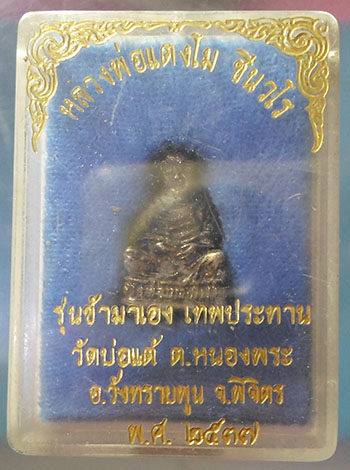 หลวงพ่อแตงโม ชินวโร
รุ่นข้ามาเอง เทพประทาน
วัดบ่อแต้ ต.หนองพระ
อ.วังทรายพูน จ.พิจิตร
พ.ศ. ๒๕๓๗